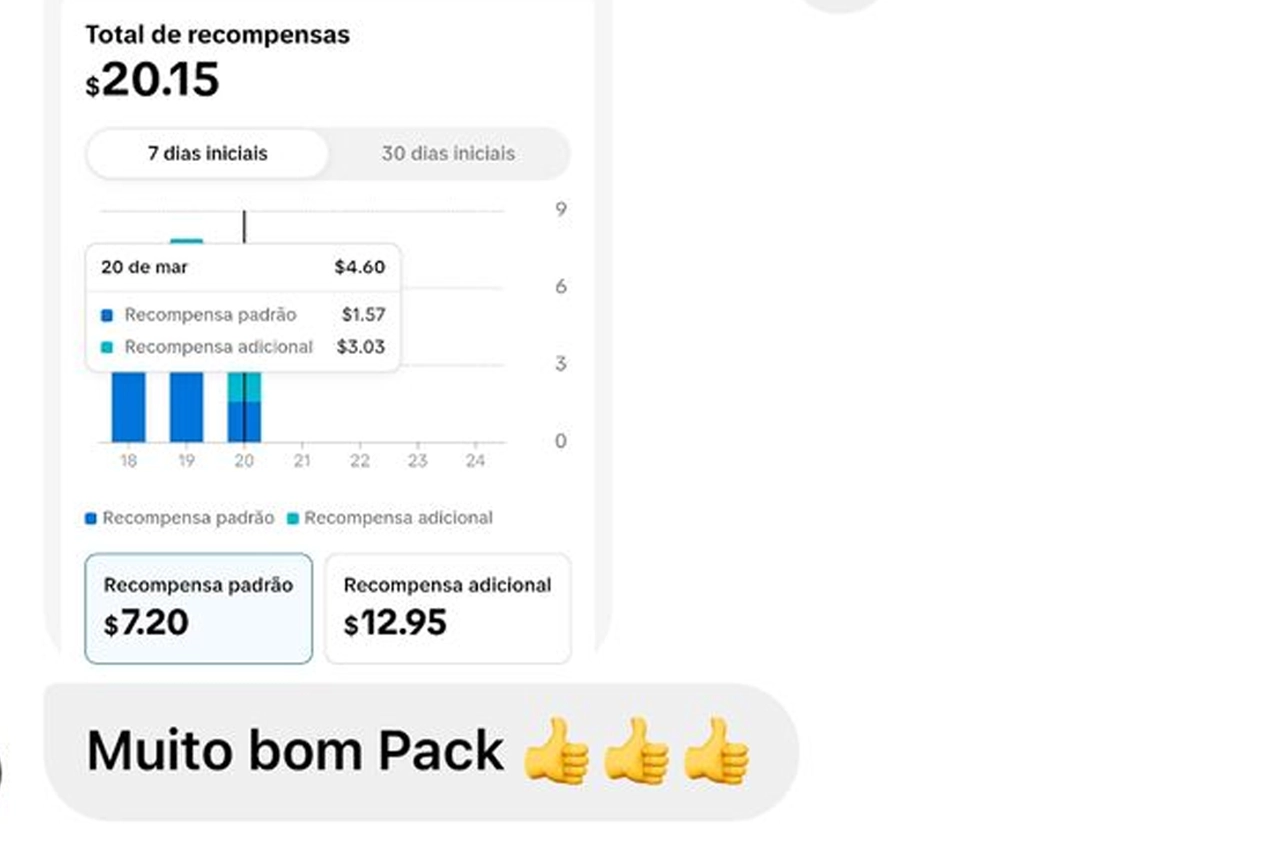 Total de recompensas
$20.15
7 dias iniciais 30 dias iniciais
9
20 de mar $4.60
6
Recompensa padrão $1.57
Recompensa adicional $3.03
3
0
18 19 20 21 22 23 24
Recompensa padrão Recompensa adicional
Recompensa padrão Recompensa adicional
$7.20 $12.95
Muito bom Pack 👍👍👍